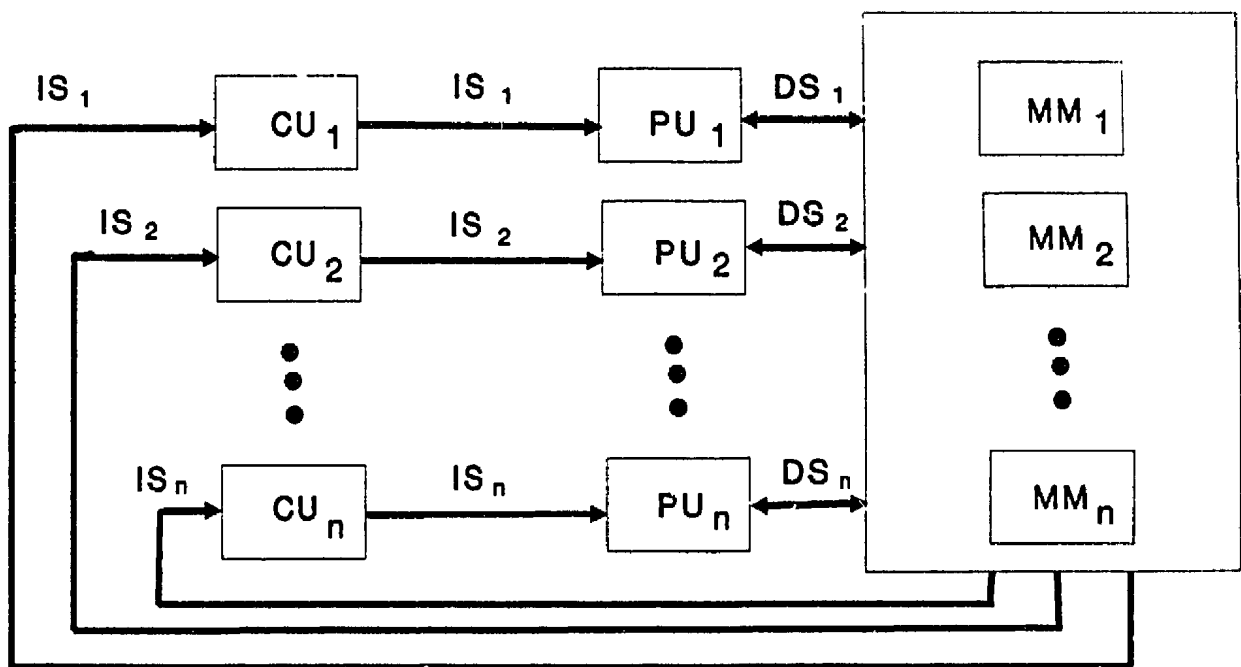 IS 1 IS 1 DS 1
CU 1 PU 1 MM 1
IS 2 IS 2 DS 2
CU 2 PU 2 MM 2
IS n IS n DS n
CU n PU n MM n